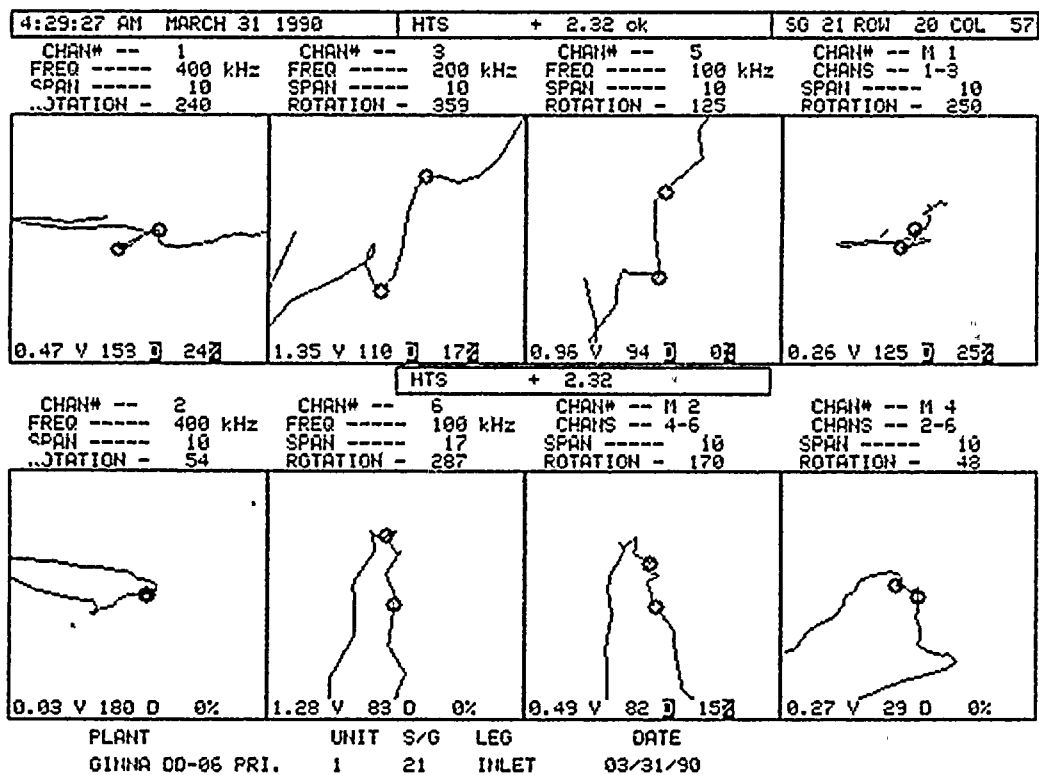 4:29:27 AM MARCH 31 1990 HTS + 2.32 ok SG 21 ROW 20 COL 57
CHAN# -- 1 CHAN# -- 3 CHAN# -- 5 CHAN# -- M 1
FREQ ----- 400 kHz FREQ ----- 200 kHz FREQ ----- 100 kHz CHANS -- 1-3
SPAN ----- 10 SPAN ----- 10 SPAN ----- 10 SPAN ----- 10
..OTATION - 240 ROTATION - 359 ROTATION - 125 ROTATION - 250
0.47 V 153 D 24% 1.35 V 110 D 17% 0.96 V 94 D 0% 0.26 V 125 D 25%
HTS + 2.32
CHAN# -- 2 CHAN# -- 6 CHAN# -- M 2 CHAN# -- M 4
FREQ ----- 400 kHz FREQ ----- 100 kHz CHANS -- 4-6 CHANS -- 2-6
SPAN ----- 10 SPAN ----- 17 SPAN ----- 10 SPAN ----- 10
..OTATION - 54 ROTATION - 287 ROTATION - 170 ROTATION - 48
0.03 V 180 D 0% 1.28 V 83 D 0% 0.49 V 82 D 15% 0.27 V 29 D 0%
PLANT UNIT S/G LEG DATE
GINNA DD-06 PRI. 1 21 INLET 03/31/90